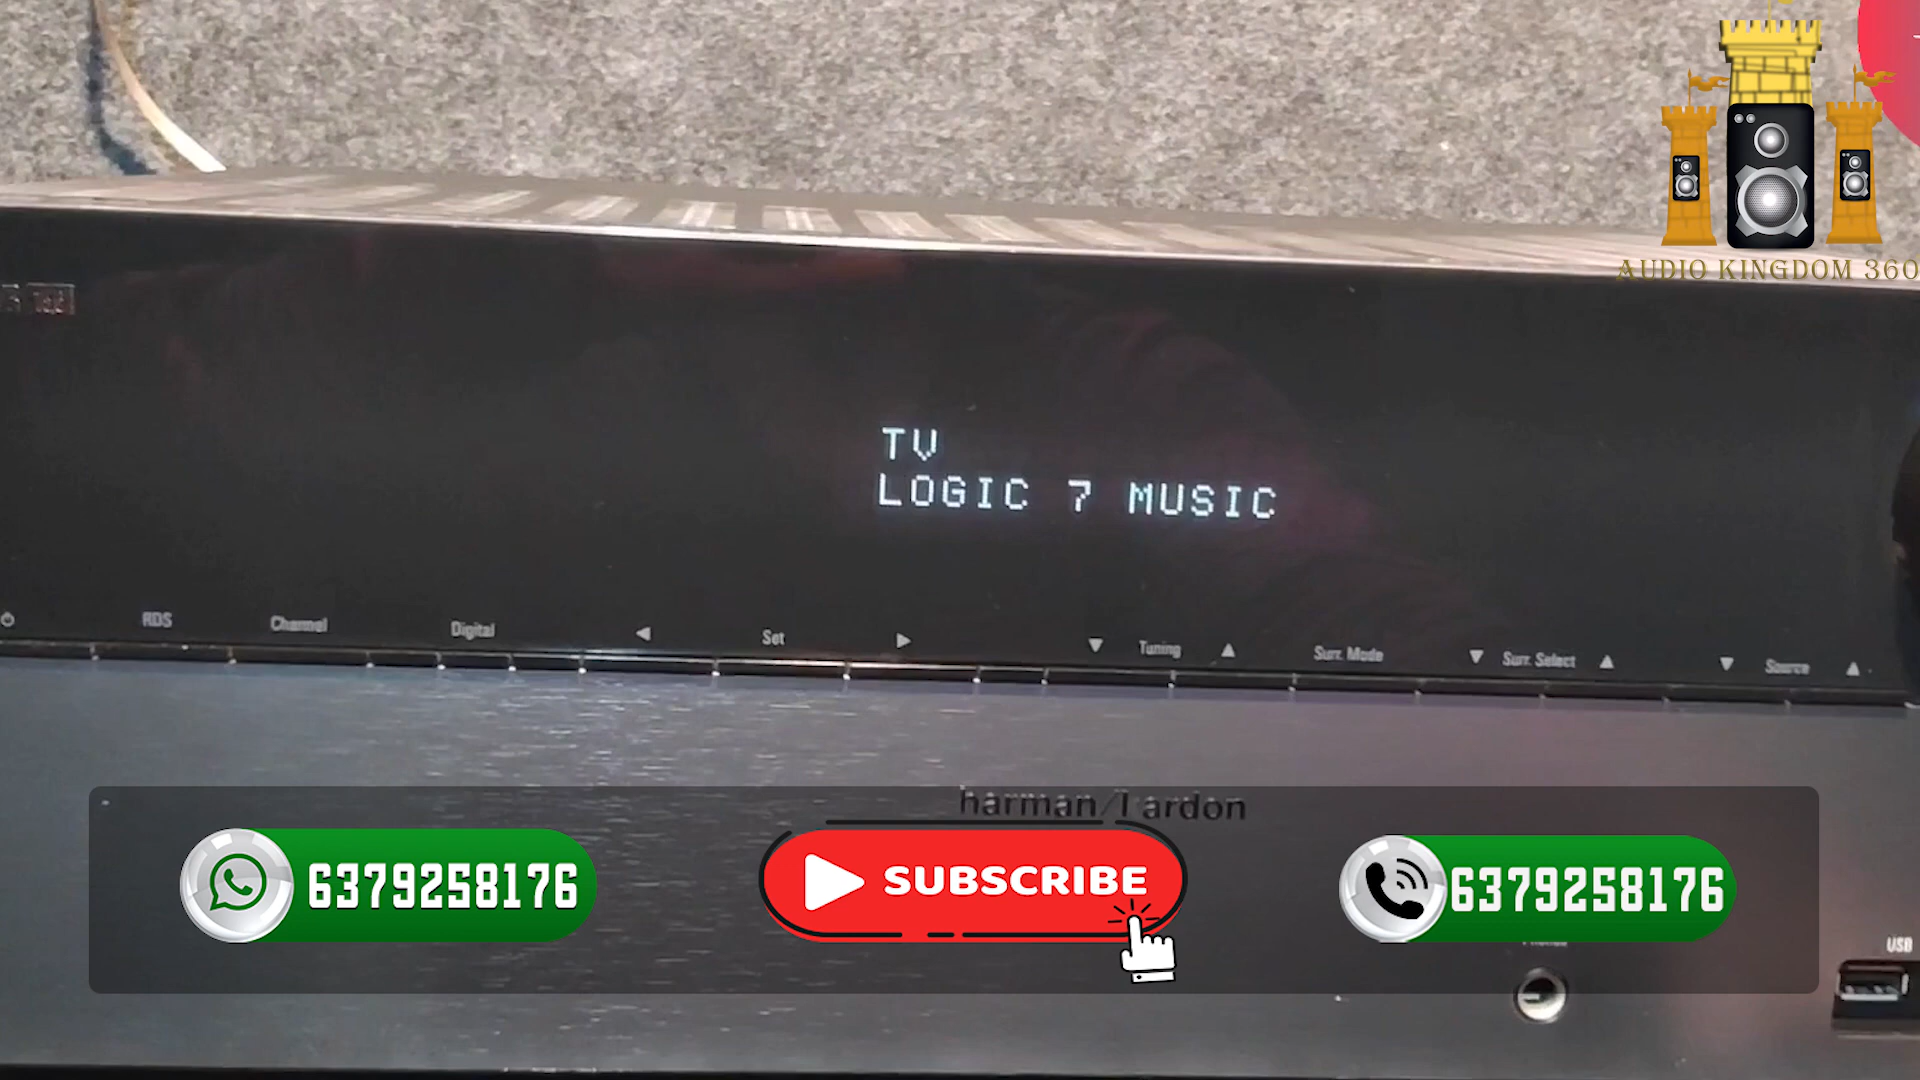 AUDIO KINGDOM 360
TV
LOGIC 7 MUSIC
RDS
Channel
Digital
Set
Tuning
Surr. Mode
Surr. Select
Source
harman/kardon
6379258176
SUBSCRIBE
6379258176
Phones
USB